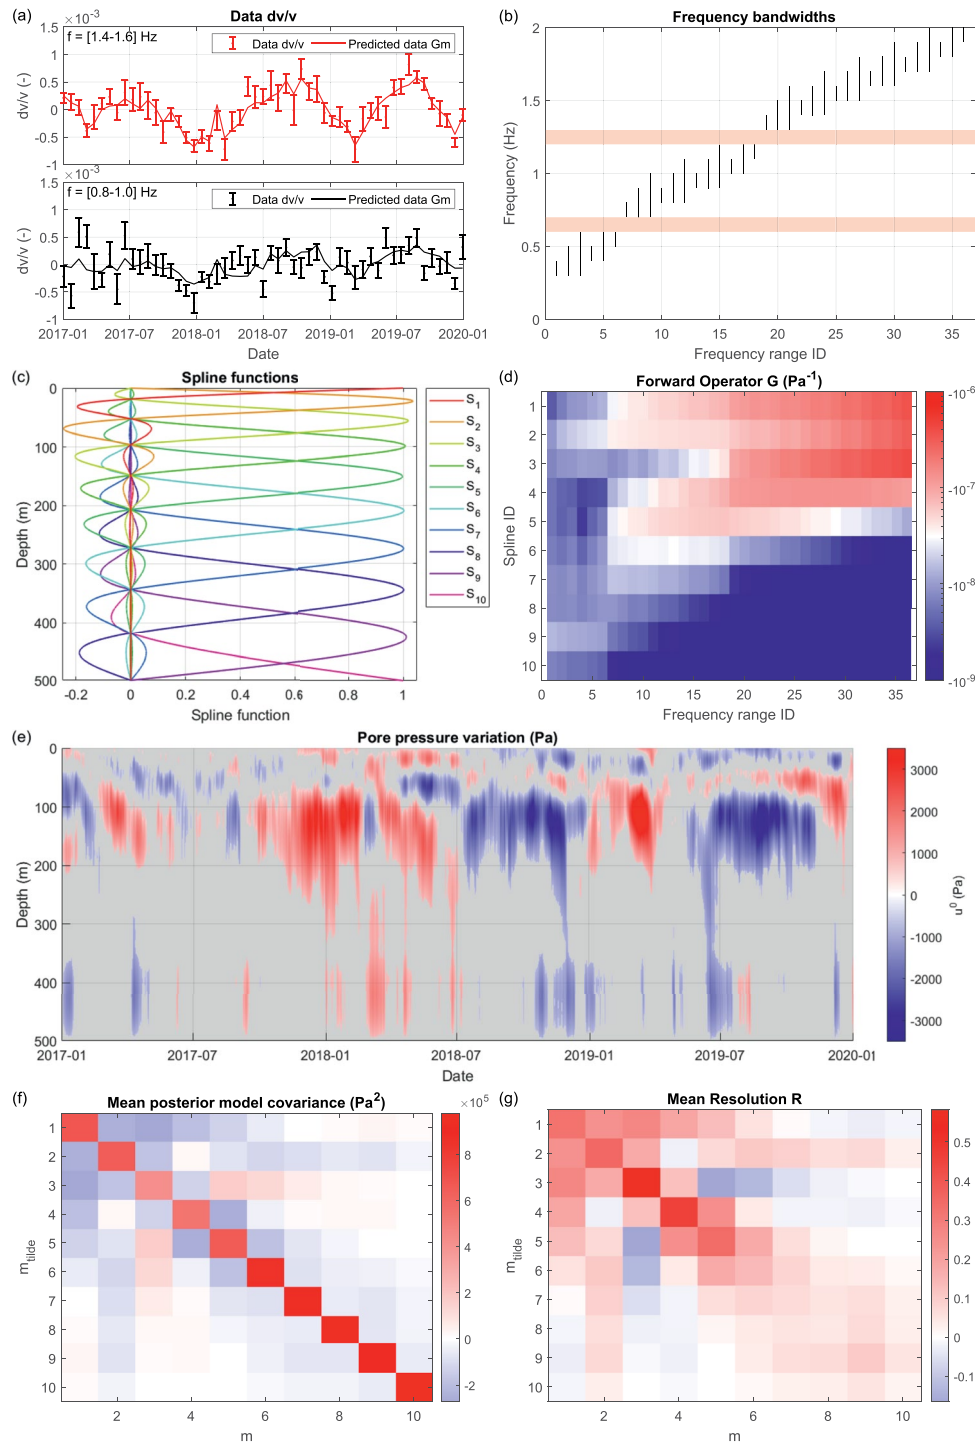 (a) Data dv/v
×10⁻³
f = [1.4-1.6] Hz
Data dv/v Predicted data Gm
1.5
1
0.5
0
-0.5
-1
dv/v (-)
×10⁻³
f = [0.8-1.0] Hz
Data dv/v Predicted data Gm
1.5
1
0.5
0
-0.5
-1
dv/v (-)
2017-01 2017-07 2018-01 2018-07 2019-01 2019-07 2020-01
Date
(b) Frequency bandwidths
2
1.5
1
0.5
0
Frequency (Hz)
0 5 10 15 20 25 30 35
Frequency range ID
(c) Spline functions
0
100
200
300
400
500
Depth (m)
-0.2 0 0.2 0.4 0.6 0.8 1
Spline function
S₁
S₂
S₃
S₄
S₅
S₆
S₇
S₈
S₉
S₁₀
(d) Forward Operator G (Pa⁻¹)
1
2
3
4
5
6
7
8
9
10
Spline ID
0 5 10 15 20 25 30 35
Frequency range ID
-10⁻⁶
-10⁻⁷
-10⁻⁸
-10⁻⁹
(e) Pore pressure variation (Pa)
0
100
200
300
400
500
Depth (m)
2017-01 2017-07 2018-01 2018-07 2019-01 2019-07 2020-01
Date
3000
2000
1000
0
-1000
-2000
-3000
u⁰ (Pa)
(f) Mean posterior model covariance (Pa²)
×10⁵
1
2
3
4
5
6
7
8
9
10
m_tilde
2 4 6 8 10
m
8
6
4
2
0
-2
(g) Mean Resolution R
1
2
3
4
5
6
7
8
9
10
m_tilde
2 4 6 8 10
m
0.5
0.4
0.3
0.2
0.1
0
-0.1